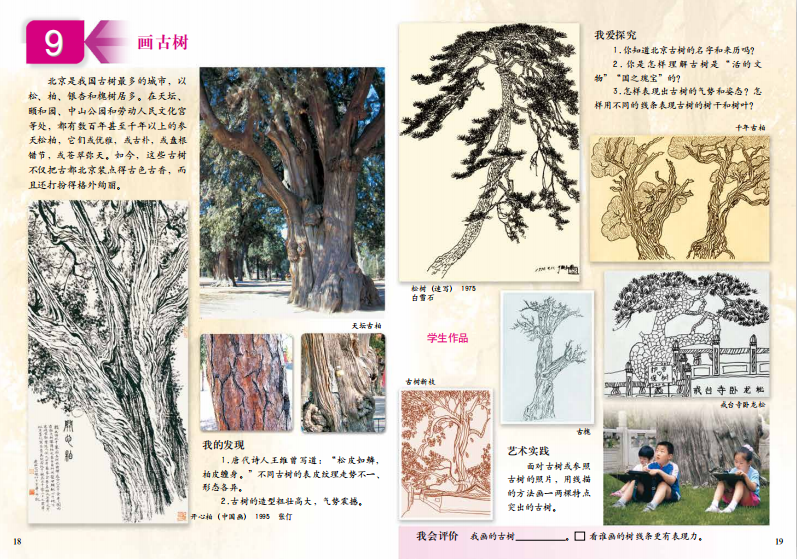 9
画古树
北京是我国古树最多的城市，以
松、柏、银杏和槐树居多。在天坛、
颐和园、中山公园和劳动人民文化宫
等处，都有数百年甚至千年以上的参
天松柏，它们或优雅，或古朴，或盘根
错节，或苍翠弥天。如今，这些古树
不仅把古都北京装点得古色古香，而
且还打扮得格外绚丽。
天坛古柏
我的发现
1.唐代诗人王维曾写道：“松皮如鳞，
柏皮缠身。”不同古树的表皮纹理走势不一、
形态各异。
2.古树的造型粗壮高大，气势震撼。
开心柏（中国画） 1995 张仃
18
松树（速写） 1975
白雪石
学生作品
古树新枝
古槐
我爱探究
1.你知道北京古树的名字和来历吗？
2.你是怎样理解古树是“活的文
物”“国之瑰宝”的？
3.怎样表现出古树的气势和姿态？怎
样用不同的线条表现古树的树干和树叶？
千年古柏
戒台寺卧龙松
戒台寺卧龙松
艺术实践
面对古树或参照
古树的照片，用线描
的方法画一两棵特点
突出的古树。
我会评价 我画的古树__________。□ 看谁画的树线条更有表现力。
19